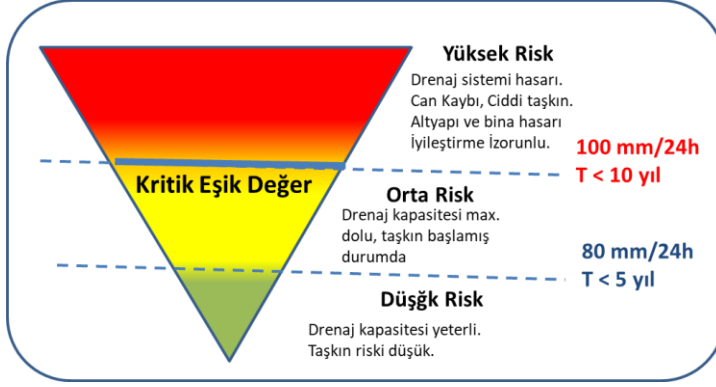 Yüksek Risk
Drenaj sistemi hasarı.
Can Kaybı, Ciddi taşkın.
Altyapı ve bina hasarı
İyileştirme İzorunlu.
100 mm/24h
T < 10 yıl
Kritik Eşik Değer
Orta Risk
Drenaj kapasitesi max.
dolu, taşkın başlamış
durumda
80 mm/24h
T < 5 yıl
Düşğk Risk
Drenaj kapasitesi yeterli.
Taşkın riski düşük.